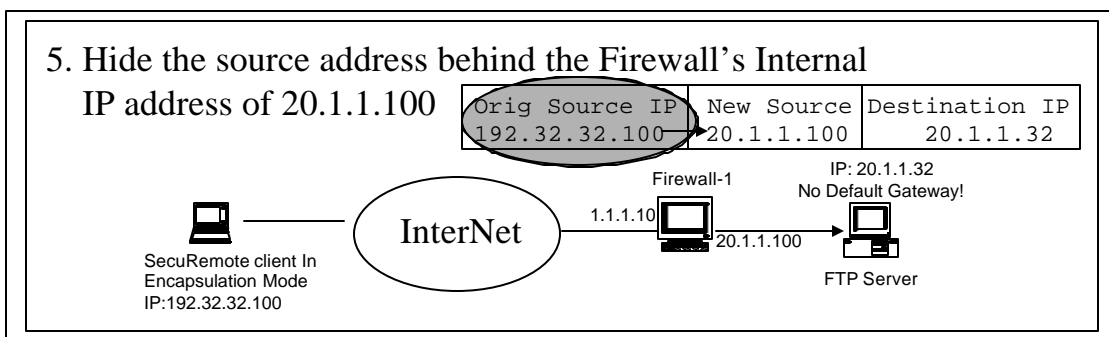 5. Hide the source address behind the Firewall's Internal
IP address of 20.1.1.100
Orig Source IP New Source Destination IP
192.32.32.100 20.1.1.100 20.1.1.32
IP: 20.1.1.32
No Default Gateway!
Firewall-1
1.1.1.10
InterNet
20.1.1.100
SecuRemote client In
Encapsulation Mode
IP:192.32.32.100
FTP Server